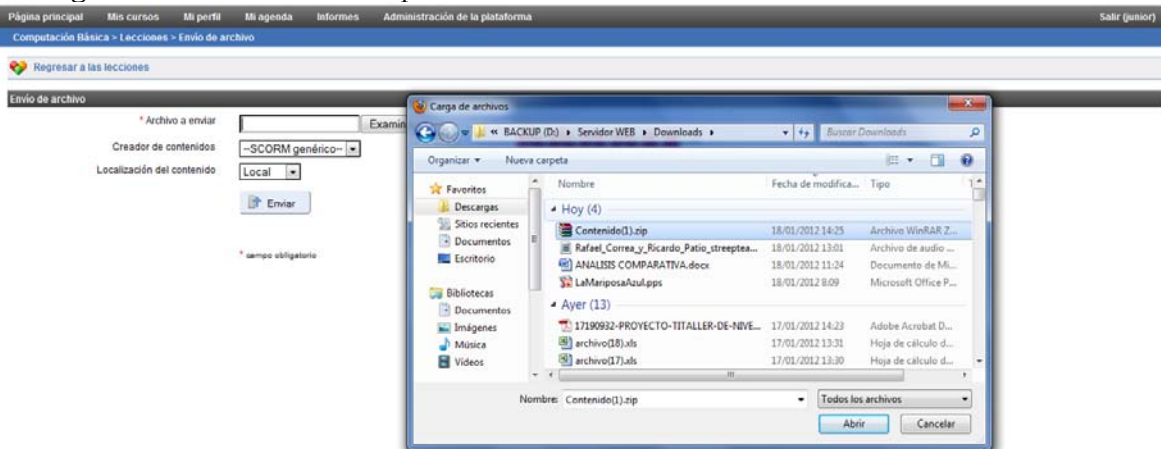 Página principal Mis cursos Mi perfil Mi agenda Informes Administración de la plataforma Salir (junior)
Computación Básica > Lecciones > Envío de archivo
Regresar a las lecciones
Envío de archivo
* Archivo a enviar Examin
Creador de contenidos --SCORM genérico--
Localización del contenido Local
Enviar
* campo obligatorio
Carga de archivos
« BACKUP (D:) Servidor WEB Downloads Buscar Downloads
Organizar Nueva carpeta
Favoritos
Descargas
Sitios recientes
Documentos
Escritorio
Bibliotecas
Documentos
Imágenes
Música
Vídeos
Nombre Fecha de modifica... Tipo
Hoy (4)
Contenido(1).zip 18/01/2012 14:25 Archivo WinRAR Z...
Rafael_Correa_y_Ricardo_Patio_streeptea... 18/01/2012 13:01 Archivo de audio ...
ANALISIS COMPARATIVA.docx 18/01/2012 11:24 Documento de Mi...
LaMariposaAzul.pps 18/01/2012 8:09 Microsoft Office P...
Ayer (13)
17190932-PROYECTO-TITALLER-DE-NIVE... 17/01/2012 14:23 Adobe Acrobat D...
archivo(18).xls 17/01/2012 13:31 Hoja de cálculo d...
archivo(17).xls 17/01/2012 13:30 Hoja de cálculo d...
Nombre: Contenido(1).zip Todos los archivos
Abrir Cancelar